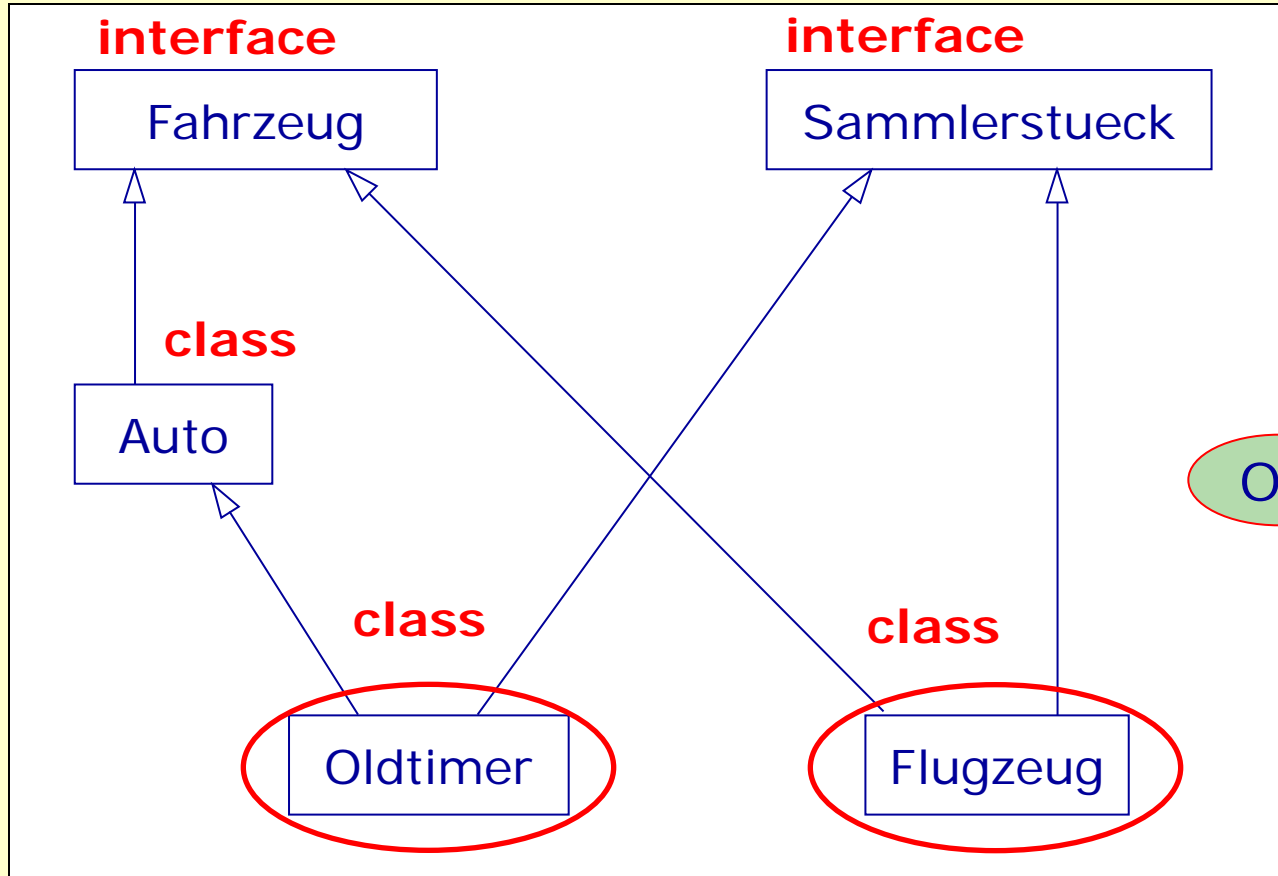 interface
interface
Fahrzeug
Sammlerstueck
class
Auto
O
class
class
Oldtimer
Flugzeug